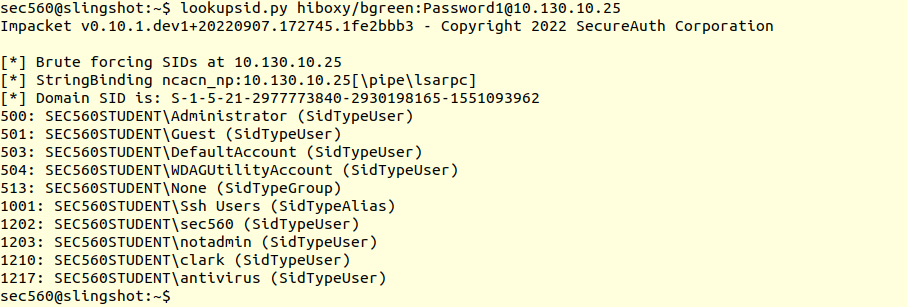 sec560@slingshot:~$ lookupsid.py hiboxy/bgreen:Password1@10.130.10.25
Impacket v0.10.1.dev1+20220907.172745.1fe2bbb3 - Copyright 2022 SecureAuth Corporation
[*] Brute forcing SIDs at 10.130.10.25
[*] StringBinding ncacn_np:10.130.10.25[\pipe\lsarpc]
[*] Domain SID is: S-1-5-21-2977773840-2930198165-1551093962
500: SEC560STUDENT\Administrator (SidTypeUser)
501: SEC560STUDENT\Guest (SidTypeUser)
503: SEC560STUDENT\DefaultAccount (SidTypeUser)
504: SEC560STUDENT\WDAGUtilityAccount (SidTypeUser)
513: SEC560STUDENT\None (SidTypeGroup)
1001: SEC560STUDENT\Ssh Users (SidTypeAlias)
1202: SEC560STUDENT\sec560 (SidTypeUser)
1203: SEC560STUDENT\notadmin (SidTypeUser)
1210: SEC560STUDENT\clark (SidTypeUser)
1217: SEC560STUDENT\antivirus (SidTypeUser)
sec560@slingshot:~$